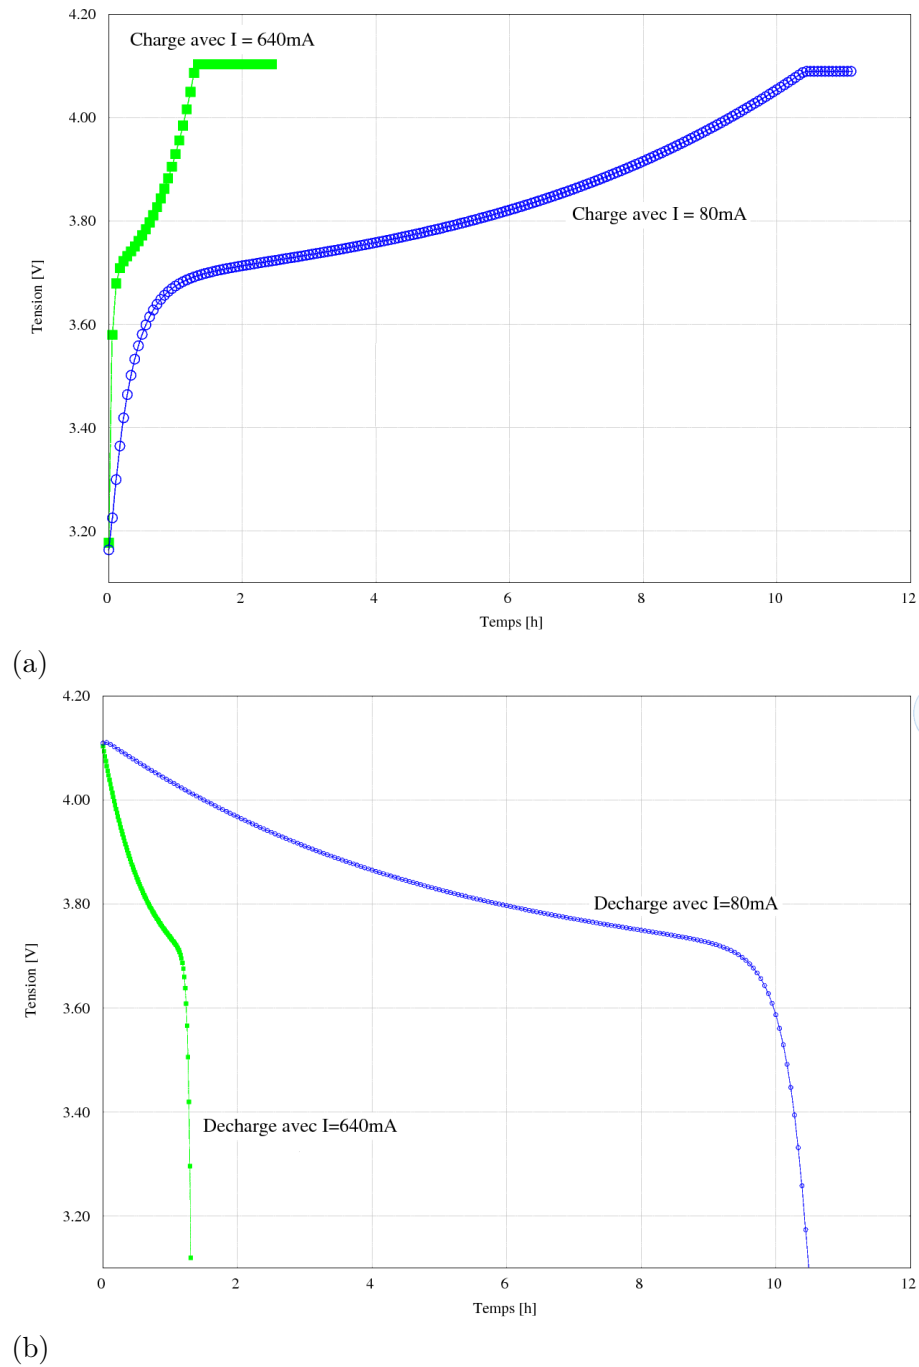 4.20
Charge avec I = 640mA
4.00
3.80
Charge avec I = 80mA
Tension [V]
3.60
3.40
3.20
0 2 4 6 8 10 12
Temps [h]
(a)
4.20
4.00
3.80
Decharge avec I=80mA
Tension [V]
3.60
3.40
Decharge avec I=640mA
3.20
0 2 4 6 8 10 12
Temps [h]
(b)